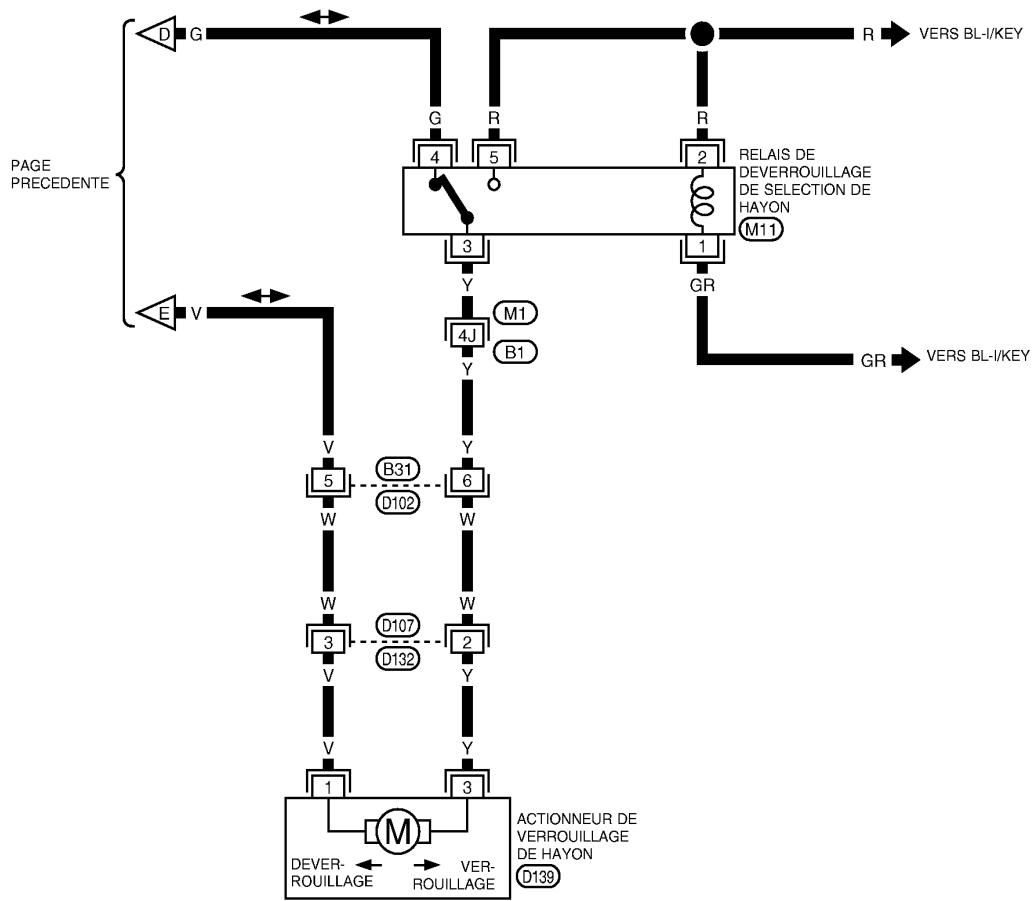 D G
R VERS BL-I/KEY
G R R
4 5 2
RELAIS DE
DEVERROUILLAGE
DE SELECTION DE
HAYON
M11
PAGE
PRECEDENTE
3 1
Y GR
E V
M1
4J
B1
Y
GR VERS BL-I/KEY
V Y
5 B31 6
D102
W W
W W
3 D107 2
D132
V Y
V Y
1 3
M
ACTIONNEUR DE
VERROUILLAGE
DE HAYON
D139
DEVER-
ROUILLAGE
VER-
ROUILLAGE